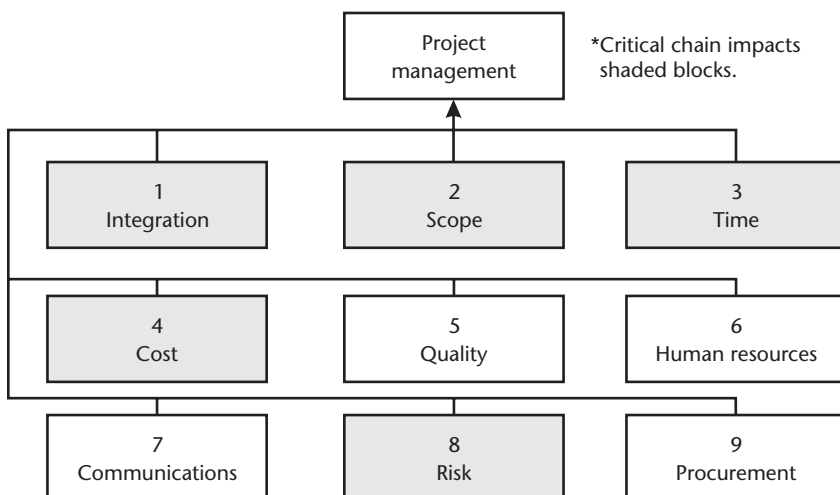 Project
management
*Critical chain impacts
shaded blocks.
1
Integration
2
Scope
3
Time
4
Cost
5
Quality
6
Human resources
7
Communications
8
Risk
9
Procurement